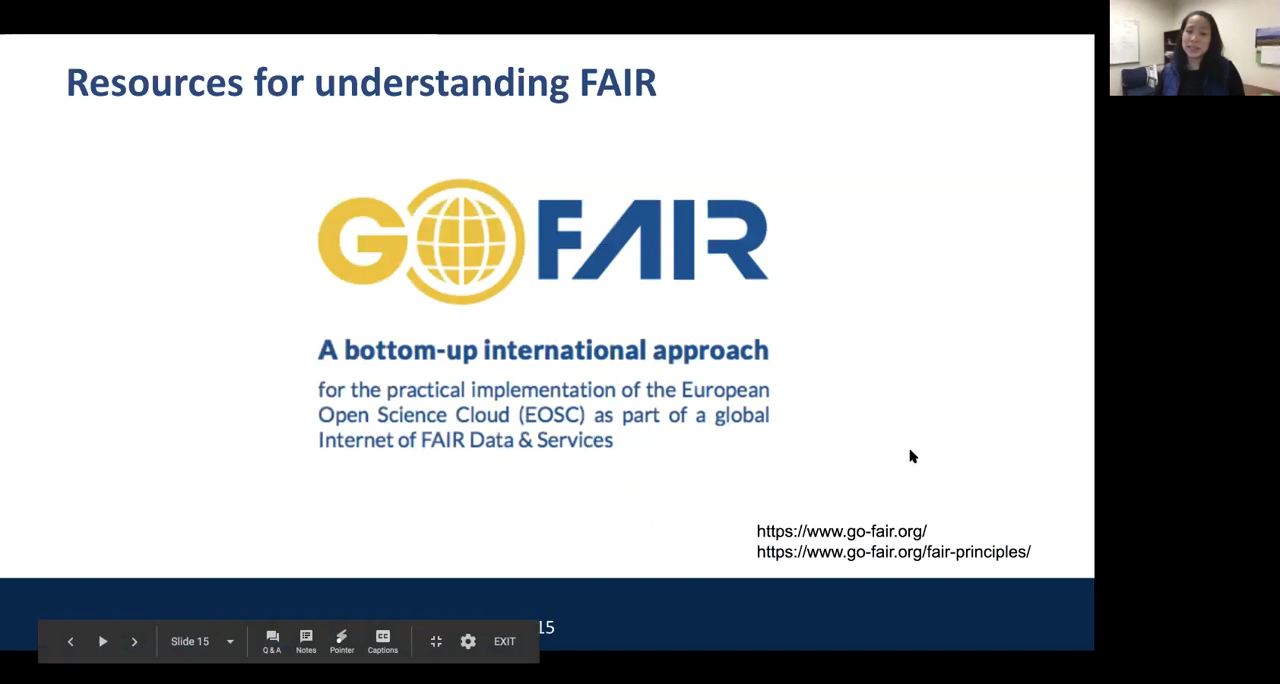 Resources for understanding FAIR
GO FAIR
A bottom-up international approach
for the practical implementation of the European
Open Science Cloud (EOSC) as part of a global
Internet of FAIR Data & Services
https://www.go-fair.org/
https://www.go-fair.org/fair-principles/
15
Slide 15
Q & A
Notes
Pointer
CC
Captions
EXIT